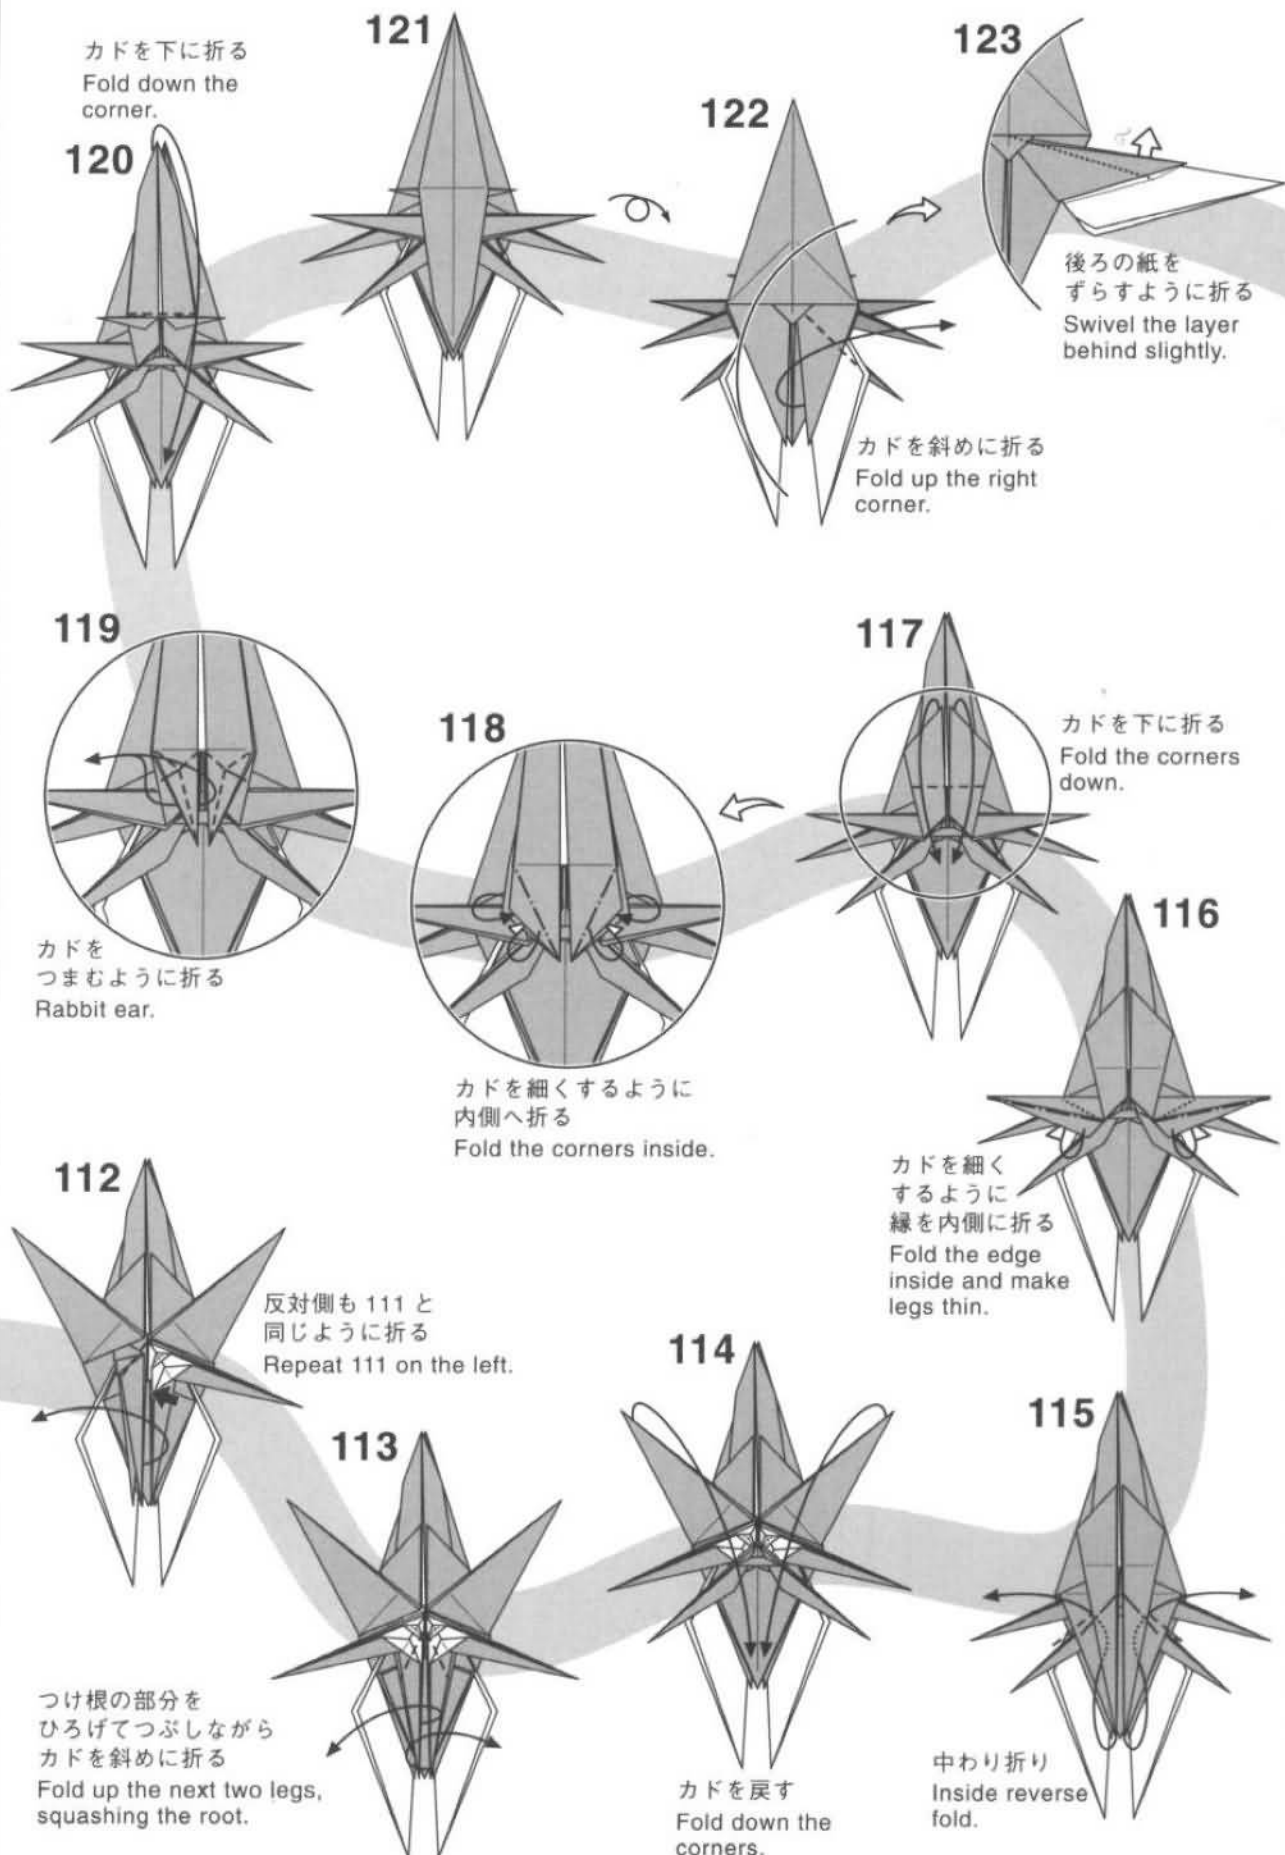 112
反対側も 111 と
同じように折る
Repeat 111 on the left.
113
つけ根の部分を
ひろげてつぶしながら
カドを斜めに折る
Fold up the next two legs,
squashing the root.
114
カドを戻す
Fold down the
corners.
115
中わり折り
Inside reverse
fold.
116
カドを細く
するように
縁を内側に折る
Fold the edge
inside and make
legs thin.
117
カドを下に折る
Fold the corners
down.
118
カドを細くするように
内側へ折る
Fold the corners inside.
119
カドを
つまむように折る
Rabbit ear.
120
カドを下に折る
Fold down the
corner.
121
122
カドを斜めに折る
Fold up the right
corner.
123
後ろの紙を
ずらすように折る
Swivel the layer
behind slightly.